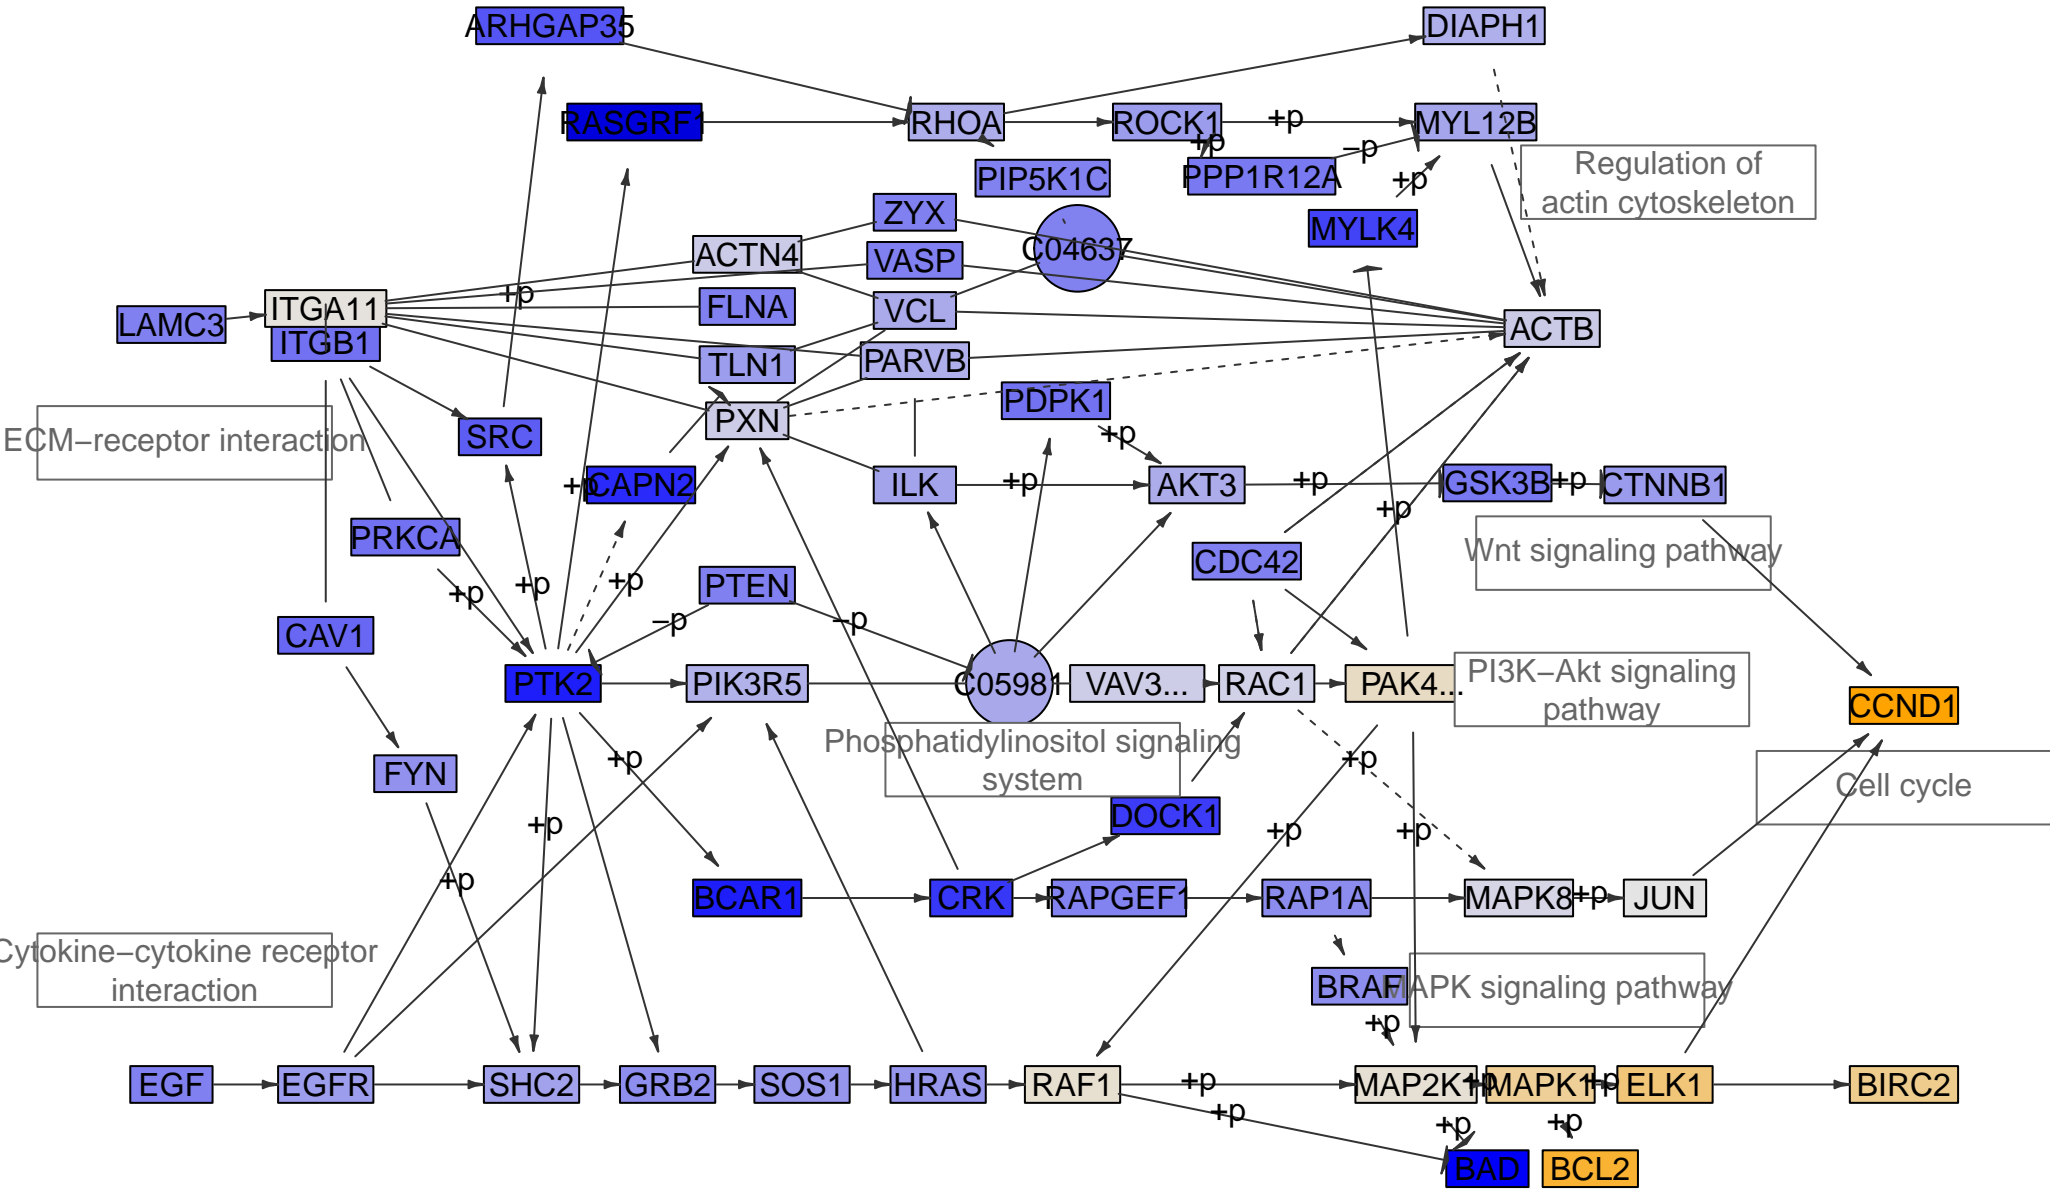 ARHGAP35
DIAPH1
RASGRF1
RHOA
ROCK1
+p
MYL12B
+p
−p
PIP5K1C
PPP1R12A
+p
Regulation of
actin cytoskeleton
ZYX
MYLK4
ACTN4
C04637
VASP
+p
ITGA11
FLNA
VCL
LAMC3
ITGB1
ACTB
TLN1
PARVB
PDPK1
PXN
SRC
+p
ECM−receptor interaction
+p
CAPN2
ILK
+p
AKT3
+p
GSK3B
+p
CTNNB1
+p
PRKCA
Wnt signaling pathway
CDC42
+p
+p
+p
PTEN
−p
−p
CAV1
PTK2
PIK3R5
C05981
VAV3...
RAC1
PAK4...
PI3K−Akt signaling
pathway
CCND1
Phosphatidylinositol signaling
system
+p
+p
FYN
Cell cycle
DOCK1
+p
+p
+p
+p
BCAR1
CRK
RAPGEF1
RAP1A
MAPK8
+p
JUN
Cytokine−cytokine receptor
interaction
BRAF
MAPK signaling pathway
+p
EGF
EGFR
SHC2
GRB2
SOS1
HRAS
RAF1
+p
MAP2K1
+p
MAPK1
+p
ELK1
BIRC2
+p
+p
+p
BAD
BCL2